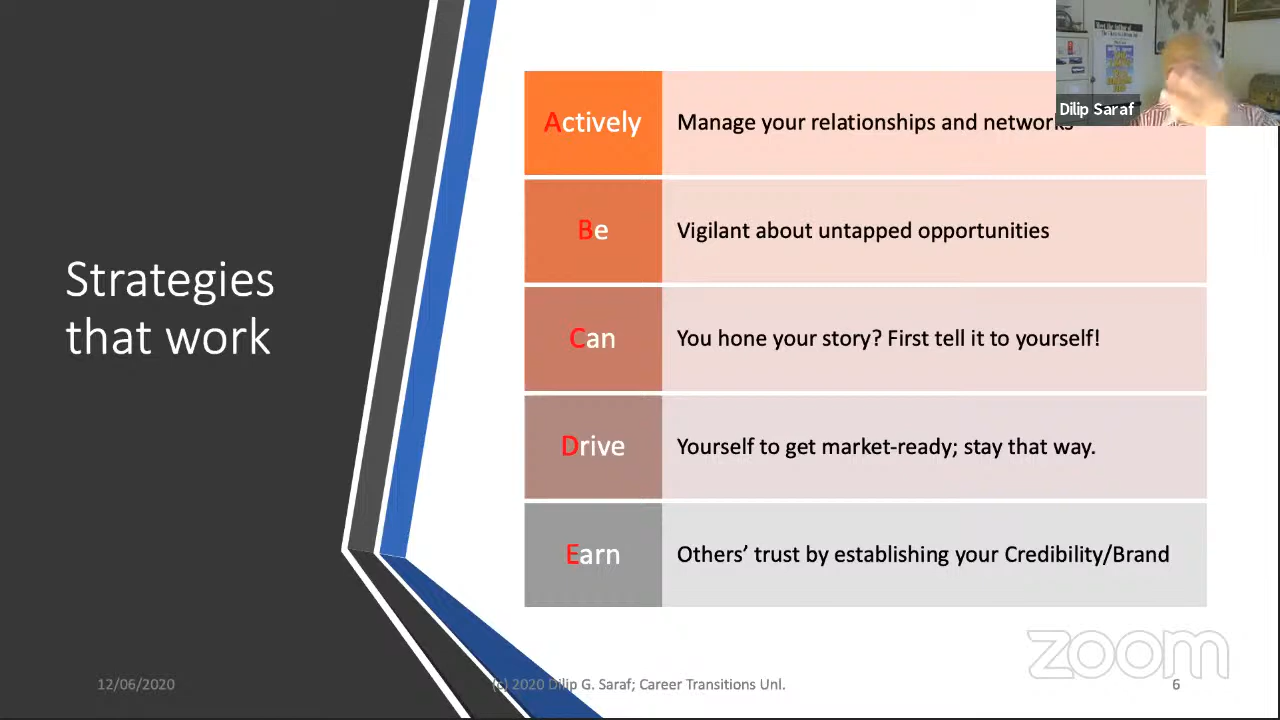 Strategies
that work
Actively
Manage your relationships and networks
Be
Vigilant about untapped opportunities
Can
You hone your story? First tell it to yourself!
Drive
Yourself to get market-ready; stay that way.
Earn
Others’ trust by establishing your Credibility/Brand
Dilip Saraf
zoom
12/06/2020
(c) 2020 Dilip G. Saraf; Career Transitions Unl.
6